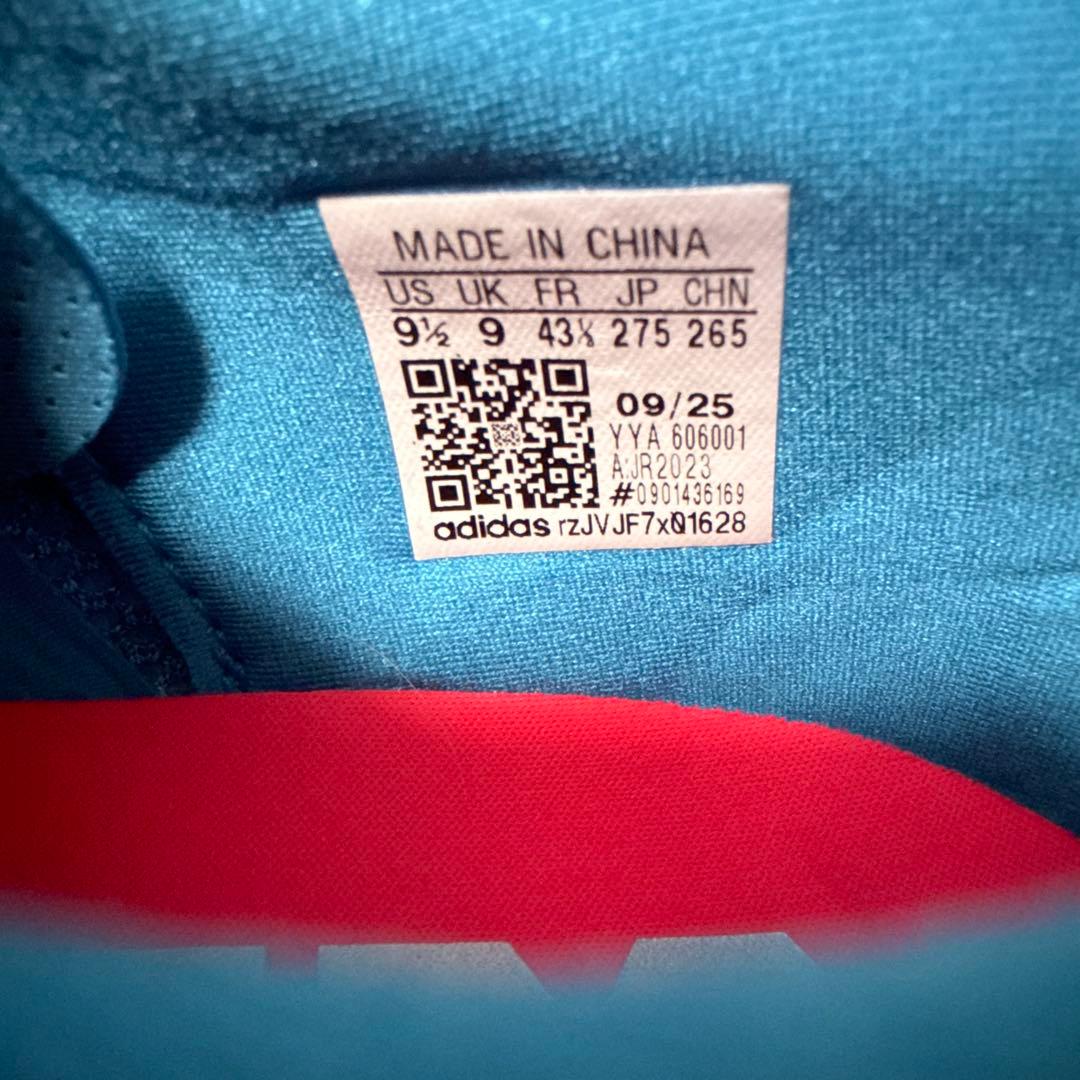 MADE IN CHINA
US UK FR JP CHN
9½ 9 43⅓ 275 265
09/25
YYA 606001
A:JR2023
#0901436169
adidas rzJVJF7x01628